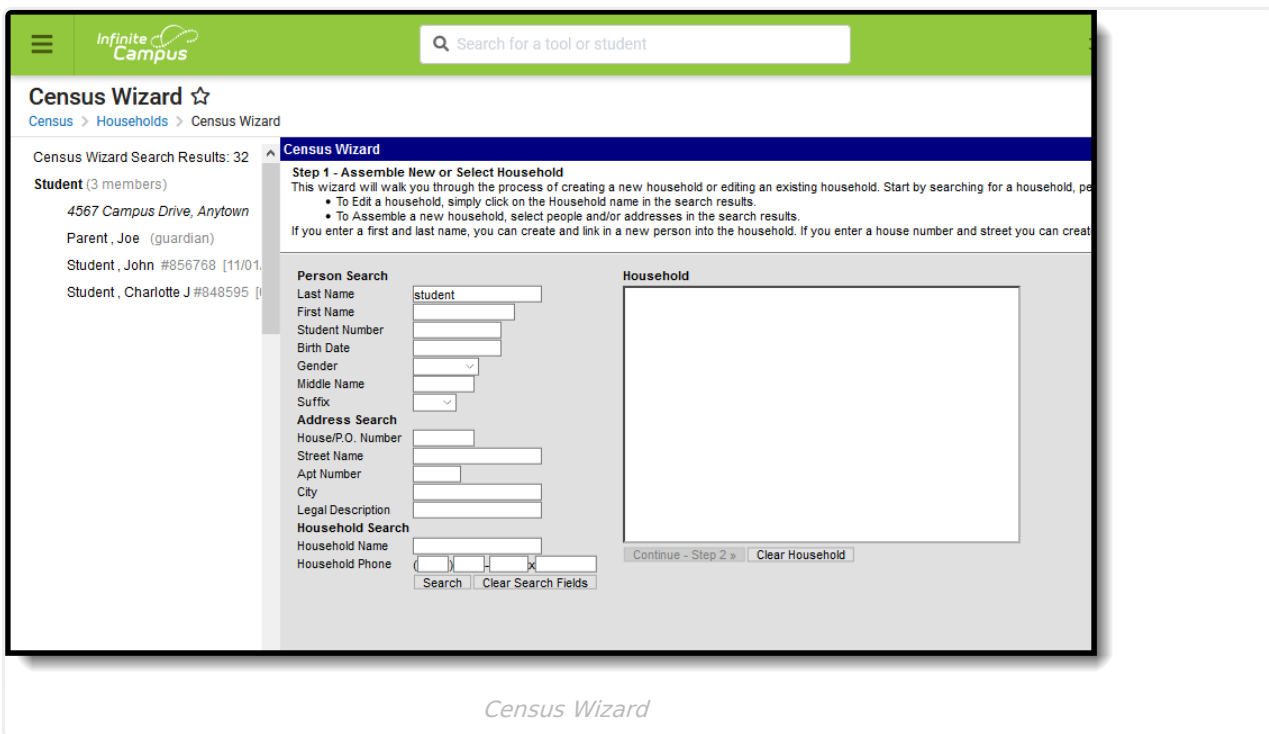 Infinite
Campus
Search for a tool or student
Census Wizard
Census > Households > Census Wizard
Census Wizard Search Results: 32
Student (3 members)
4567 Campus Drive, Anytown
Parent , Joe (guardian)
Student , John #856768 [11/01
Student , Charlotte J #848595
Census Wizard
Step 1 - Assemble New or Select Household
This wizard will walk you through the process of creating a new household or editing an existing household. Start by searching for a household,
• To Edit a household, simply click on the Household name in the search results.
• To Assemble a new household, select people and/or addresses in the search results.
If you enter a first and last name, you can create and link in a new person into the household. If you enter a house number and street you can
Person Search
Last Name student
First Name
Student Number
Birth Date
Gender
Middle Name
Suffix
Address Search
House/P.O. Number
Street Name
Apt Number
City
Legal Description
Household Search
Household Name
Household Phone ( ) - x
Search Clear Search Fields
Household
Continue - Step 2 » Clear Household
Census Wizard